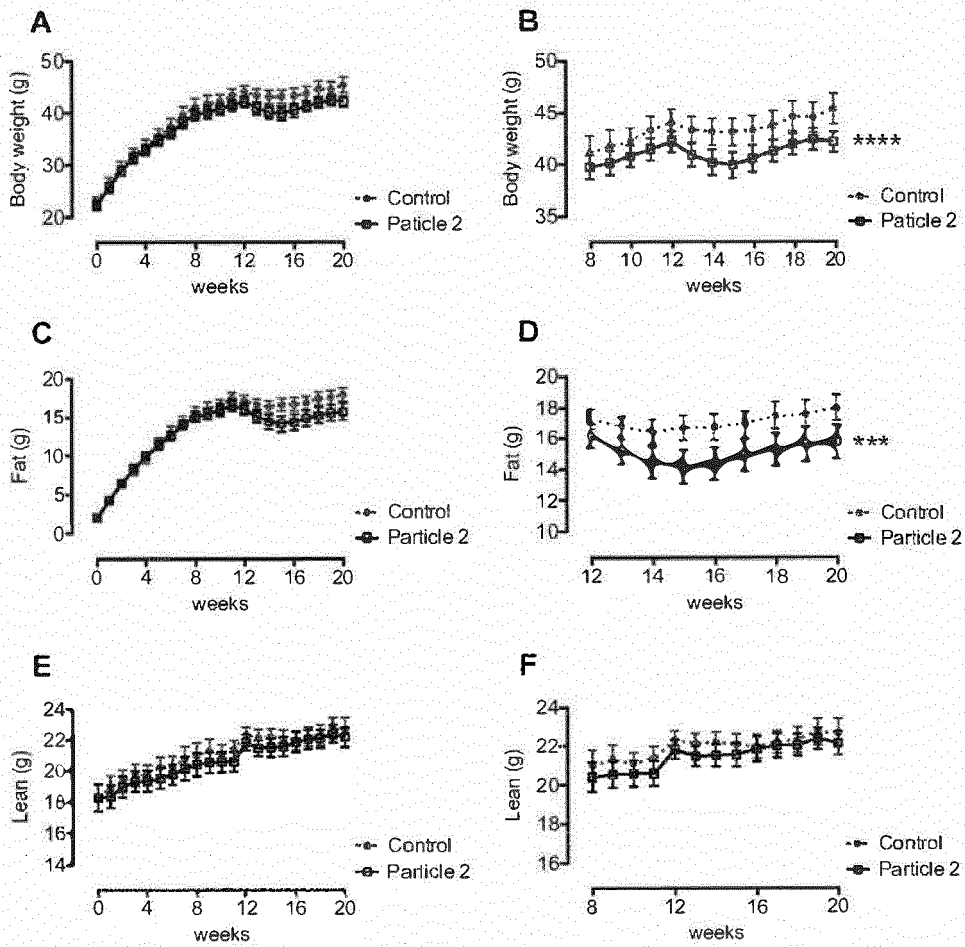 A
Body weight (g)
50
40
30
20
Control
Paticle 2
0 4 8 12 16 20
weeks
B
Body weight (g)
50
45
40
35
****
Control
Paticle 2
8 10 12 14 16 18 20
weeks
C
Fat (g)
20
15
10
5
0
Control
Particle 2
0 4 8 12 16 20
weeks
D
Fat (g)
20
18
16
14
12
10
***
Control
Particle 2
12 14 16 18 20
weeks
E
Lean (g)
24
22
20
18
16
14
Control
Particle 2
0 4 8 12 16 20
weeks
F
Lean (g)
24
22
20
18
16
Control
Particle 2
8 12 16 20
weeks